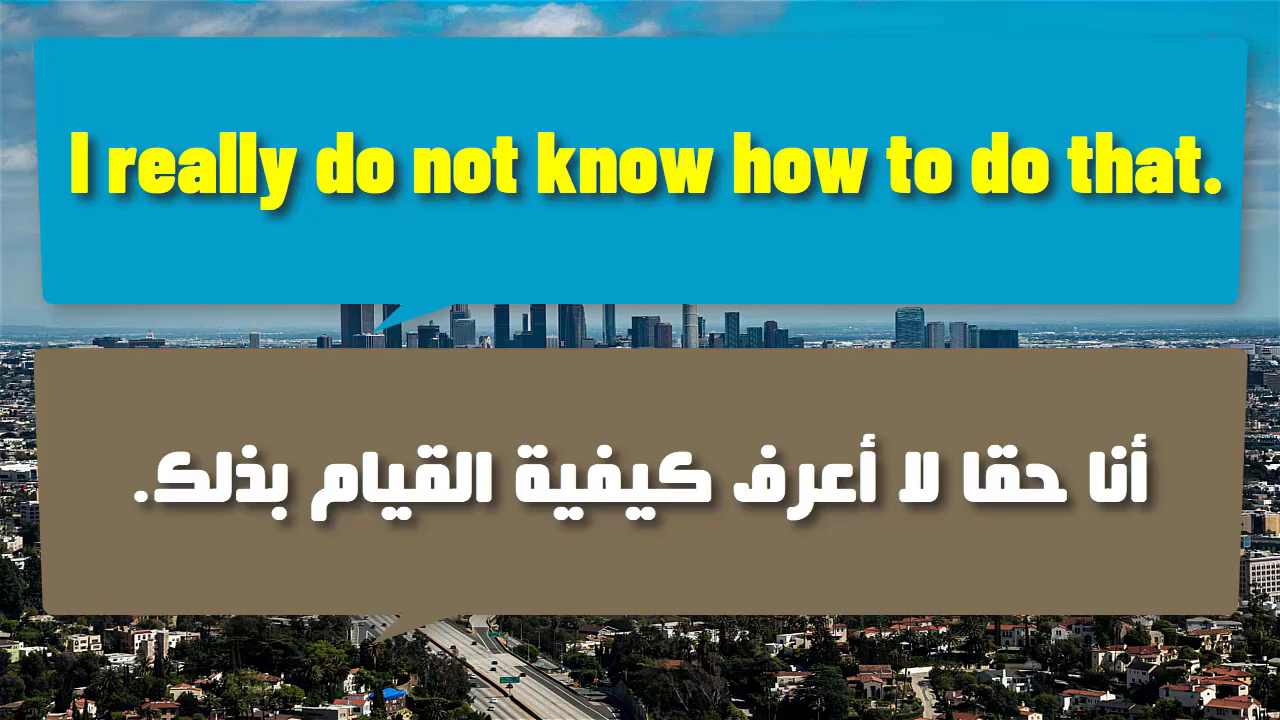 I really do not know how to do that.
أنا حقا لا أعرف كيفية القيام بذلك.